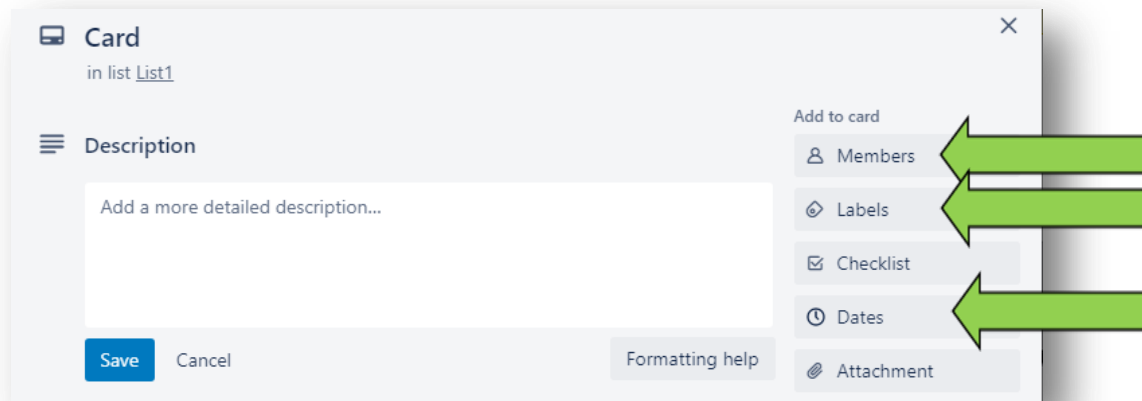 Card
in list List1
Description
Add a more detailed description...
Save
Cancel
Formatting help
Add to card
Members
Labels
Checklist
Dates
Attachment